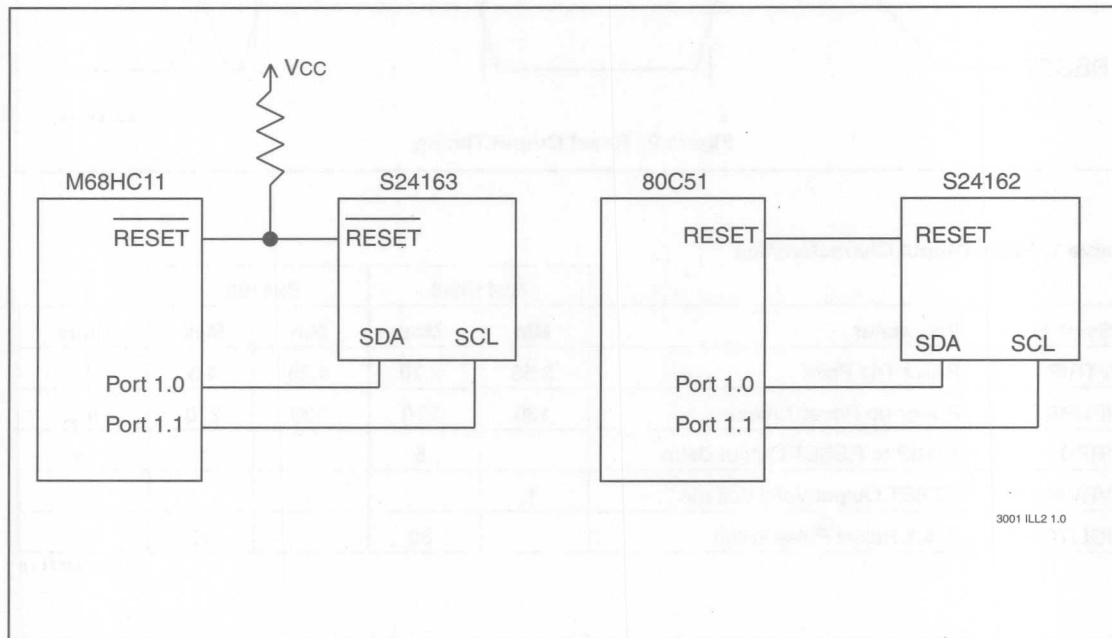 VCC
M68HC11
S24163
RESET
RESET
SDA SCL
Port 1.0
Port 1.1
80C51
S24162
RESET
RESET
SDA SCL
Port 1.0
Port 1.1
3001 ILL2 1.0